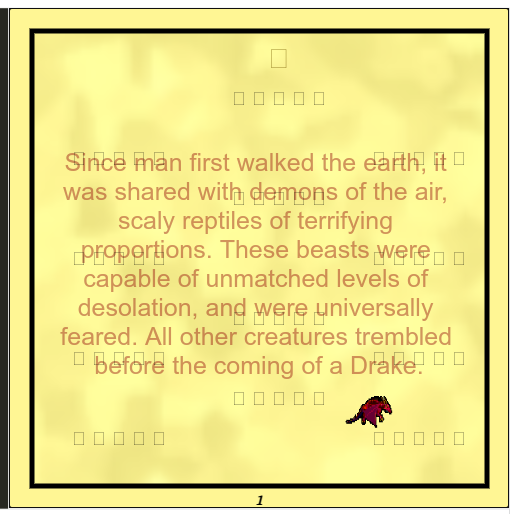 Since man first walked the earth, it
was shared with demons of the air,
scaly reptiles of terrifying
proportions. These beasts were
capable of unmatched levels of
desolation, and were universally
feared. All other creatures trembled
before the coming of a Drake.
1